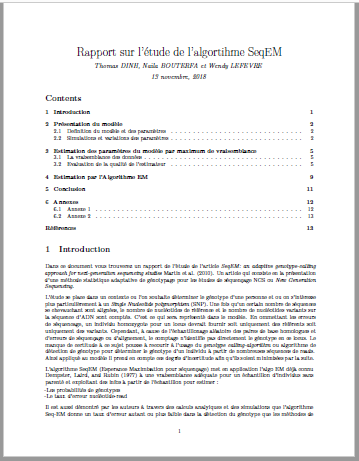 Rapport sur l'étude de l'algortihme SeqEM
Thomas DINH, Naïla BOUTERFA et Wendy LEFEVRE
13 novembre, 2018
Contents
1 Introduction 1
2 Présentation du modèle 2
2.1 Definition du modèle et des paramètres 2
2.2 Simulations et variations des paramètres 2
3 Estimation des paramètres du modèle par maximum de vraisemblance 5
3.1 La vraisemblance des données 5
3.2 Evaluation de la qualité de l'estimateur 5
4 Estimation par l'Algorithme EM 9
5 Conclusion 11
6 Annexes 12
6.1 Annexe 1 12
6.2 Annexe 2 13
Références 13
1 Introduction
Dans ce document vous trouverez un rapport de l'étude de l'article SeqEM: an adaptive genotype-calling
approach for next-generation sequencing studies Martin et al. (2010). Un article qui consiste en la présentation
d'une méthode statistique adaptative de génotypage pour les études de séquençage NGS ou New Generation
Sequencing.
L'étude se place dans un contexte ou l'on souhaite déterminer le génotype d'une personne et ou on s'intéresse
plus particulièrement à un Single Nucleotide polymorphism (SNP). Une fois qu'un certain nombre de séquences
se chevauchant sont alignées, le nombre de nucléotides de référence et le nombre de nucléotides variants sur
la séquence d'ADN sont compté. C'est ce qui sera représenté dans le modèle. En omettant les erreurs
de séquençage, un individu homozygote pour un locus devrait fournir soit uniquement des référents soit
uniquement des variants. Cependant, à cause de l'échantillonnage aléatoire des paires de base homologues et
d'erreurs de séquençage ou d'alignement, le comptage n'identifie pas directement le génotype en ce locus. Le
manque de certitude à ce sujet pousse à recourir à l'usage du genotype calling-algorithm ou algorithme de
détection de génotype pour déterminer le génotype d'un individu à partir de nombreuses séquences de reads.
Ainsi appliqué au modèle il prend en compte ces degrés d'incertitude afin qu'ils soient minimisées par la suite.
L'algorithme SeqEM (Esperance Maximisation pour séquençage) met en application l'algo EM déjà connu
Dempster, Laird, and Rubin (1977) à une vraisemblance adéquate pour un échantillon d'individus sans
parenté et exploitant des infos à partir de l'échantillon pour estimer :
-Les probabilités de génotypes
-Le taux d'erreur nucléotide-read
Il est aussi démontré par les auteurs à travers des calculs analytiques et des simulations que l'algorithme
SeqEM donne un taux d'erreur autant ou plus faible dans la détection du génotype que les méthodes de
1